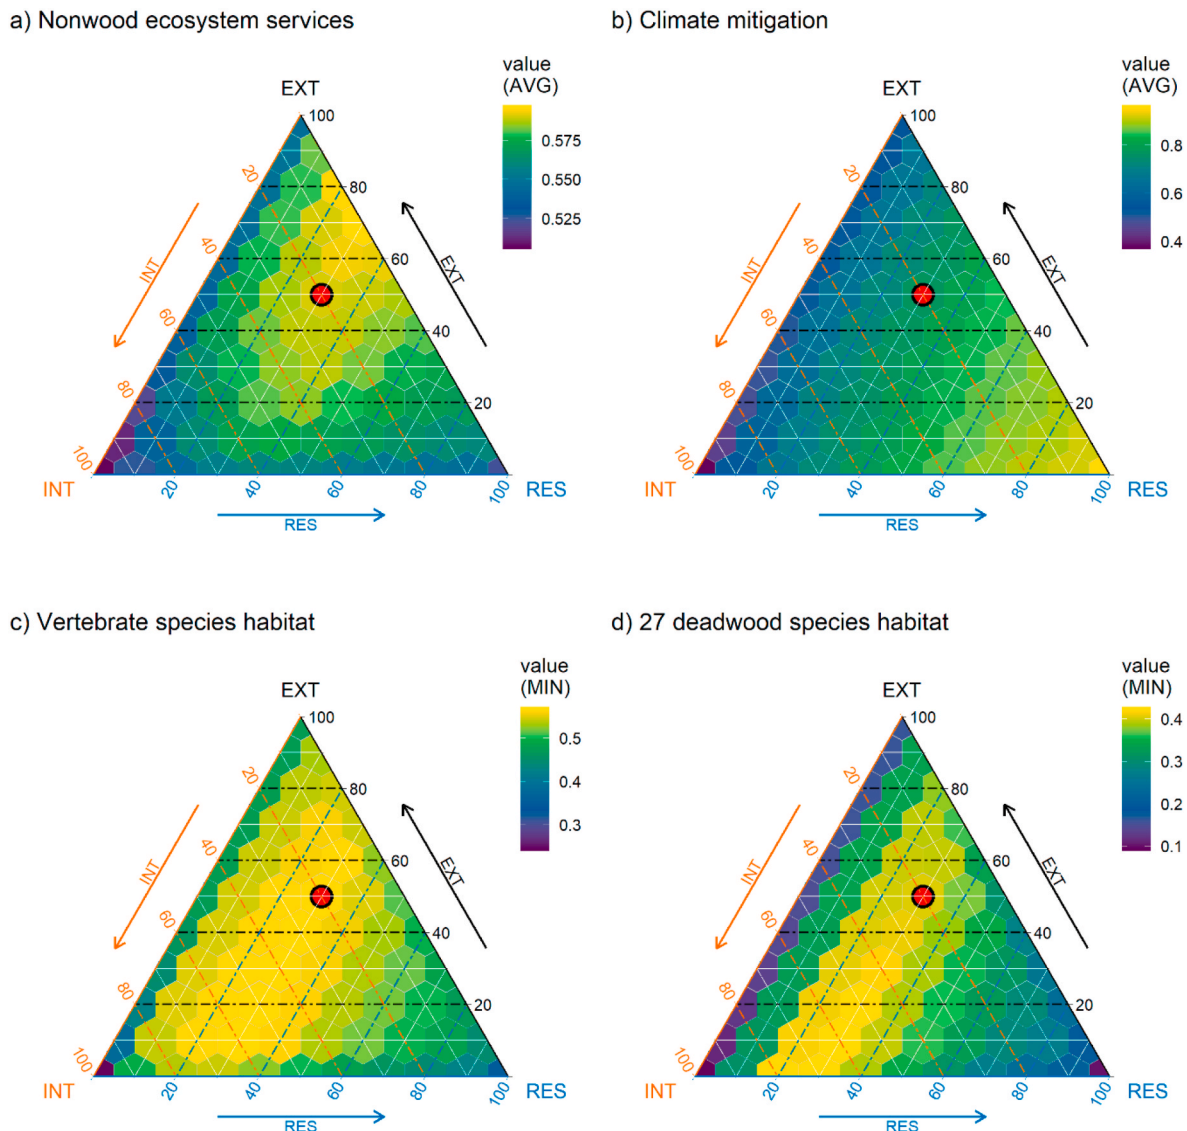 a) Nonwood ecosystem services
value
(AVG)
0.575
0.550
0.525
EXT
100
80
60
40
20
EXT
20
40
60
80
100
INT
INT
20
40
60
80
100
RES
RES
b) Climate mitigation
value
(AVG)
0.8
0.6
0.4
EXT
100
80
60
40
20
EXT
20
40
60
80
100
INT
INT
20
40
60
80
100
RES
RES
c) Vertebrate species habitat
value
(MIN)
0.5
0.4
0.3
EXT
100
80
60
40
20
EXT
20
40
60
80
100
INT
INT
20
40
60
80
100
RES
RES
d) 27 deadwood species habitat
value
(MIN)
0.4
0.3
0.2
0.1
EXT
100
80
60
40
20
EXT
20
40
60
80
100
INT
INT
20
40
60
80
100
RES
RES